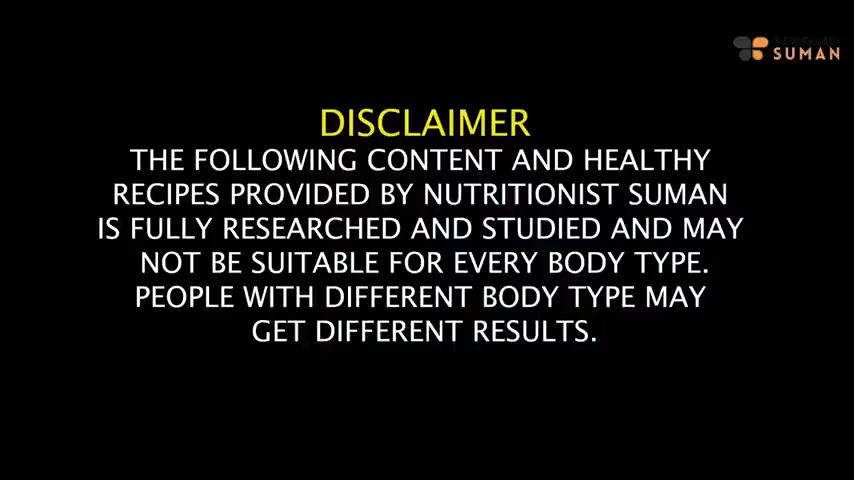 SUMAN
DISCLAIMER
THE FOLLOWING CONTENT AND HEALTHY
RECIPES PROVIDED BY NUTRITIONIST SUMAN
IS FULLY RESEARCHED AND STUDIED AND MAY
NOT BE SUITABLE FOR EVERY BODY TYPE.
PEOPLE WITH DIFFERENT BODY TYPE MAY
GET DIFFERENT RESULTS.